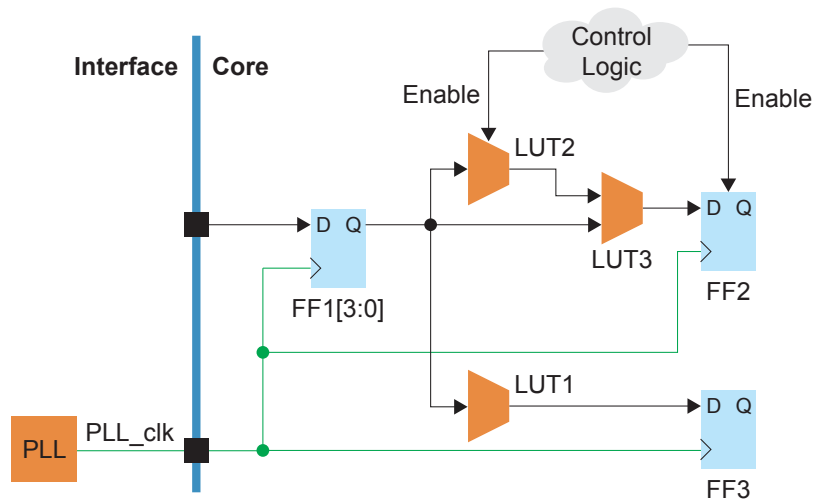 Control
Logic
Interface
Core
Enable
Enable
LUT2
D Q
D Q
LUT3
FF1[3:0]
FF2
LUT1
D Q
PLL_clk
PLL
FF3